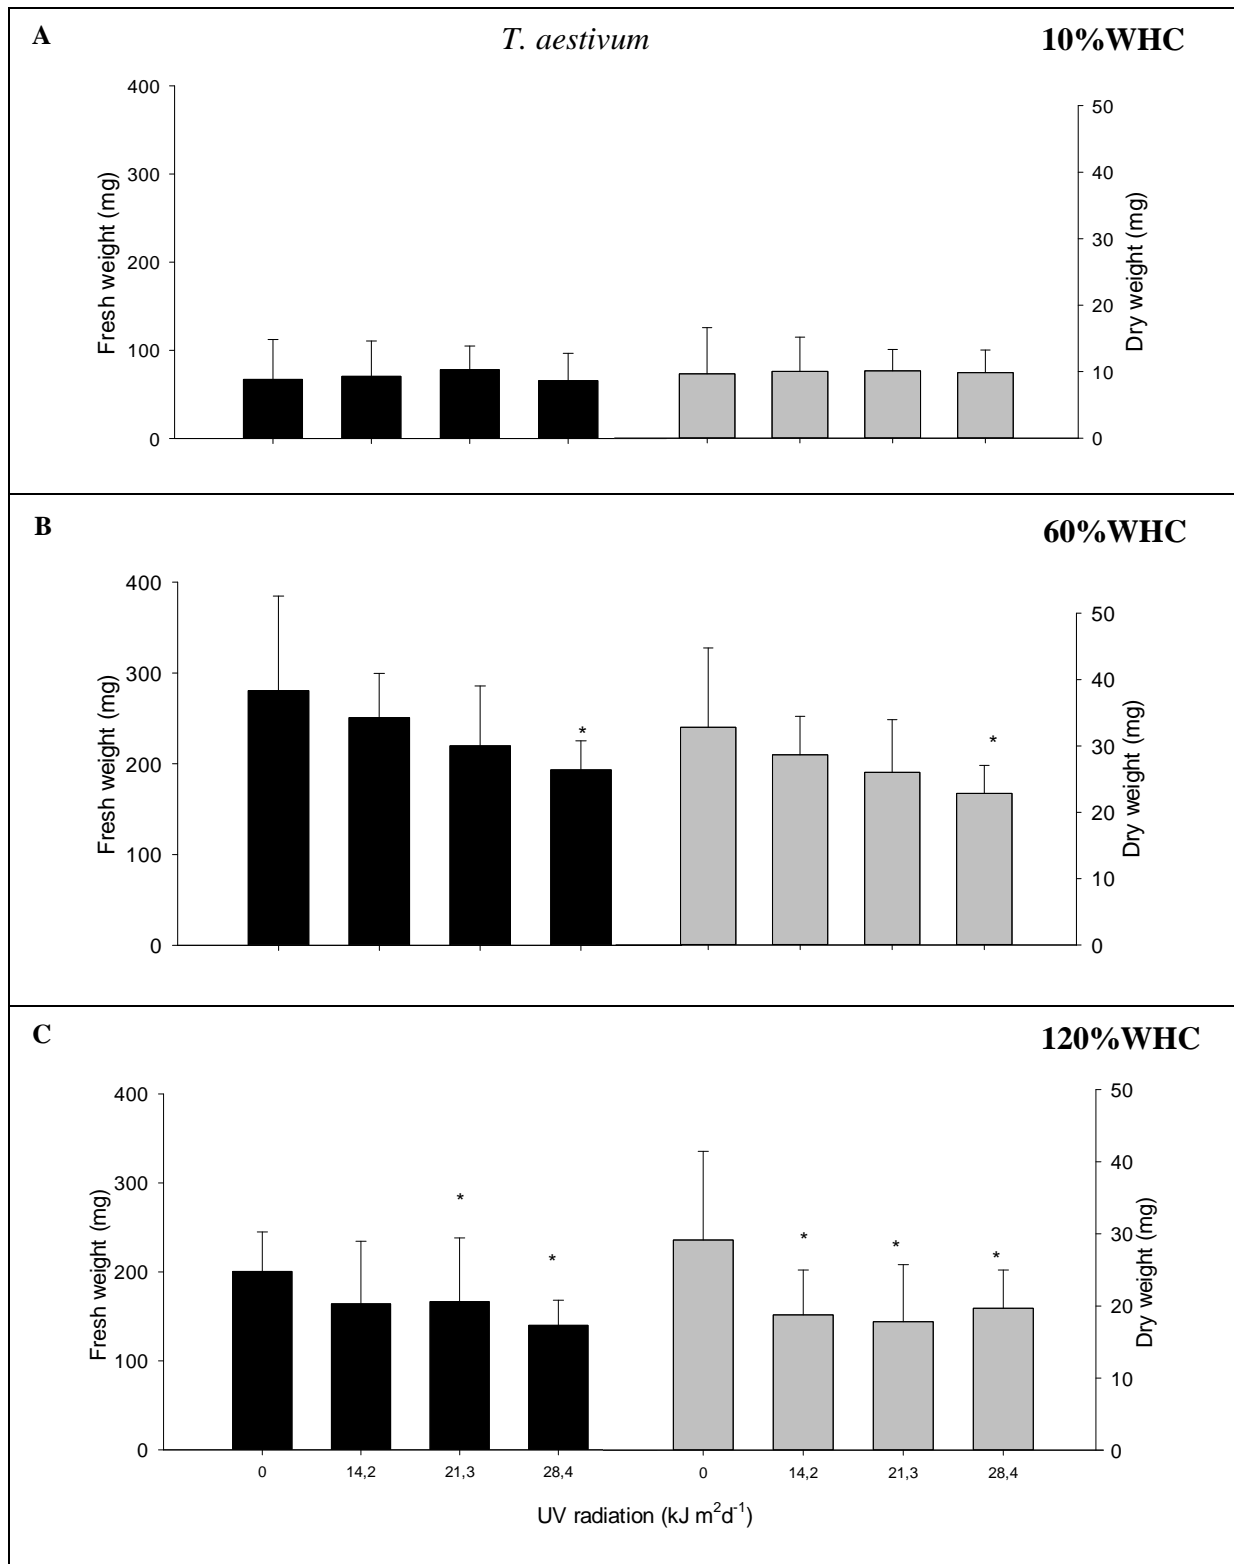 A
T. aestivum
10%WHC
400
300
200
100
0
Fresh weight (mg)
50
40
30
20
10
0
Dry weight (mg)
B
60%WHC
400
300
200
100
0
Fresh weight (mg)
*
*
50
40
30
20
10
0
Dry weight (mg)
C
120%WHC
400
300
200
100
0
Fresh weight (mg)
*
*
*
*
*
50
40
30
20
10
0
Dry weight (mg)
0 14,2 21,3 28,4 0 14,2 21,3 28,4
UV radiation (kJ m²d⁻¹)